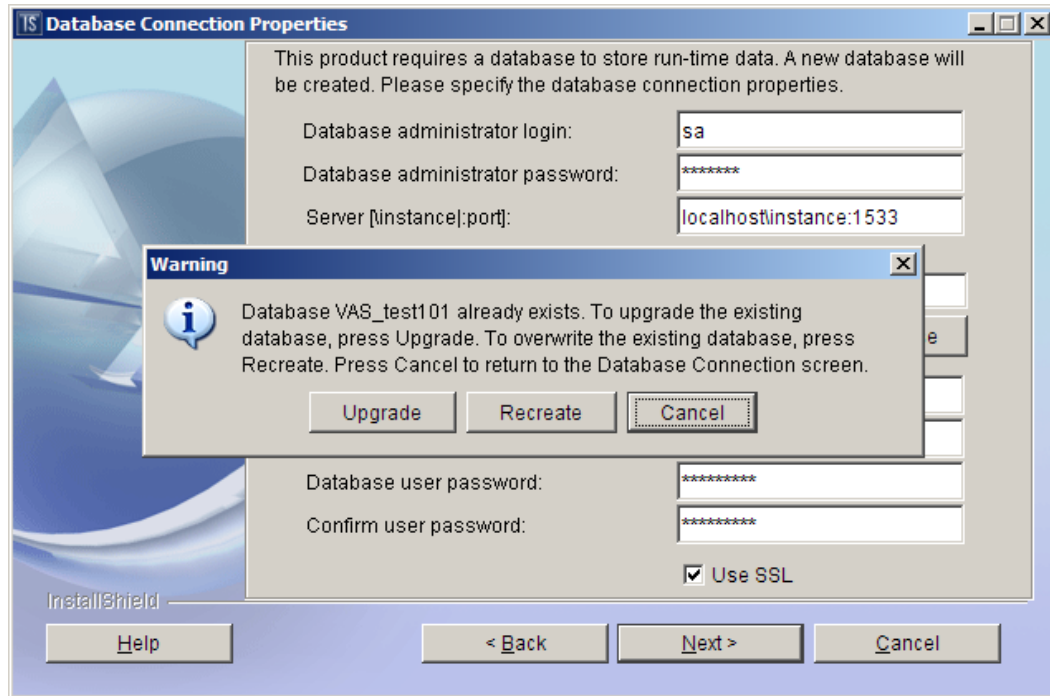 TS Database Connection Properties
This product requires a database to store run-time data. A new database will
be created. Please specify the database connection properties.
Database administrator login: sa
Database administrator password: *******
Server [\instance|:port]: localhost\instance:1533
Warning
Database VAS_test101 already exists. To upgrade the existing
database, press Upgrade. To overwrite the existing database, press
Recreate. Press Cancel to return to the Database Connection screen.
e
Upgrade Recreate Cancel
Database user password: *********
Confirm user password: *********
Use SSL
InstallShield
Help < Back Next > Cancel